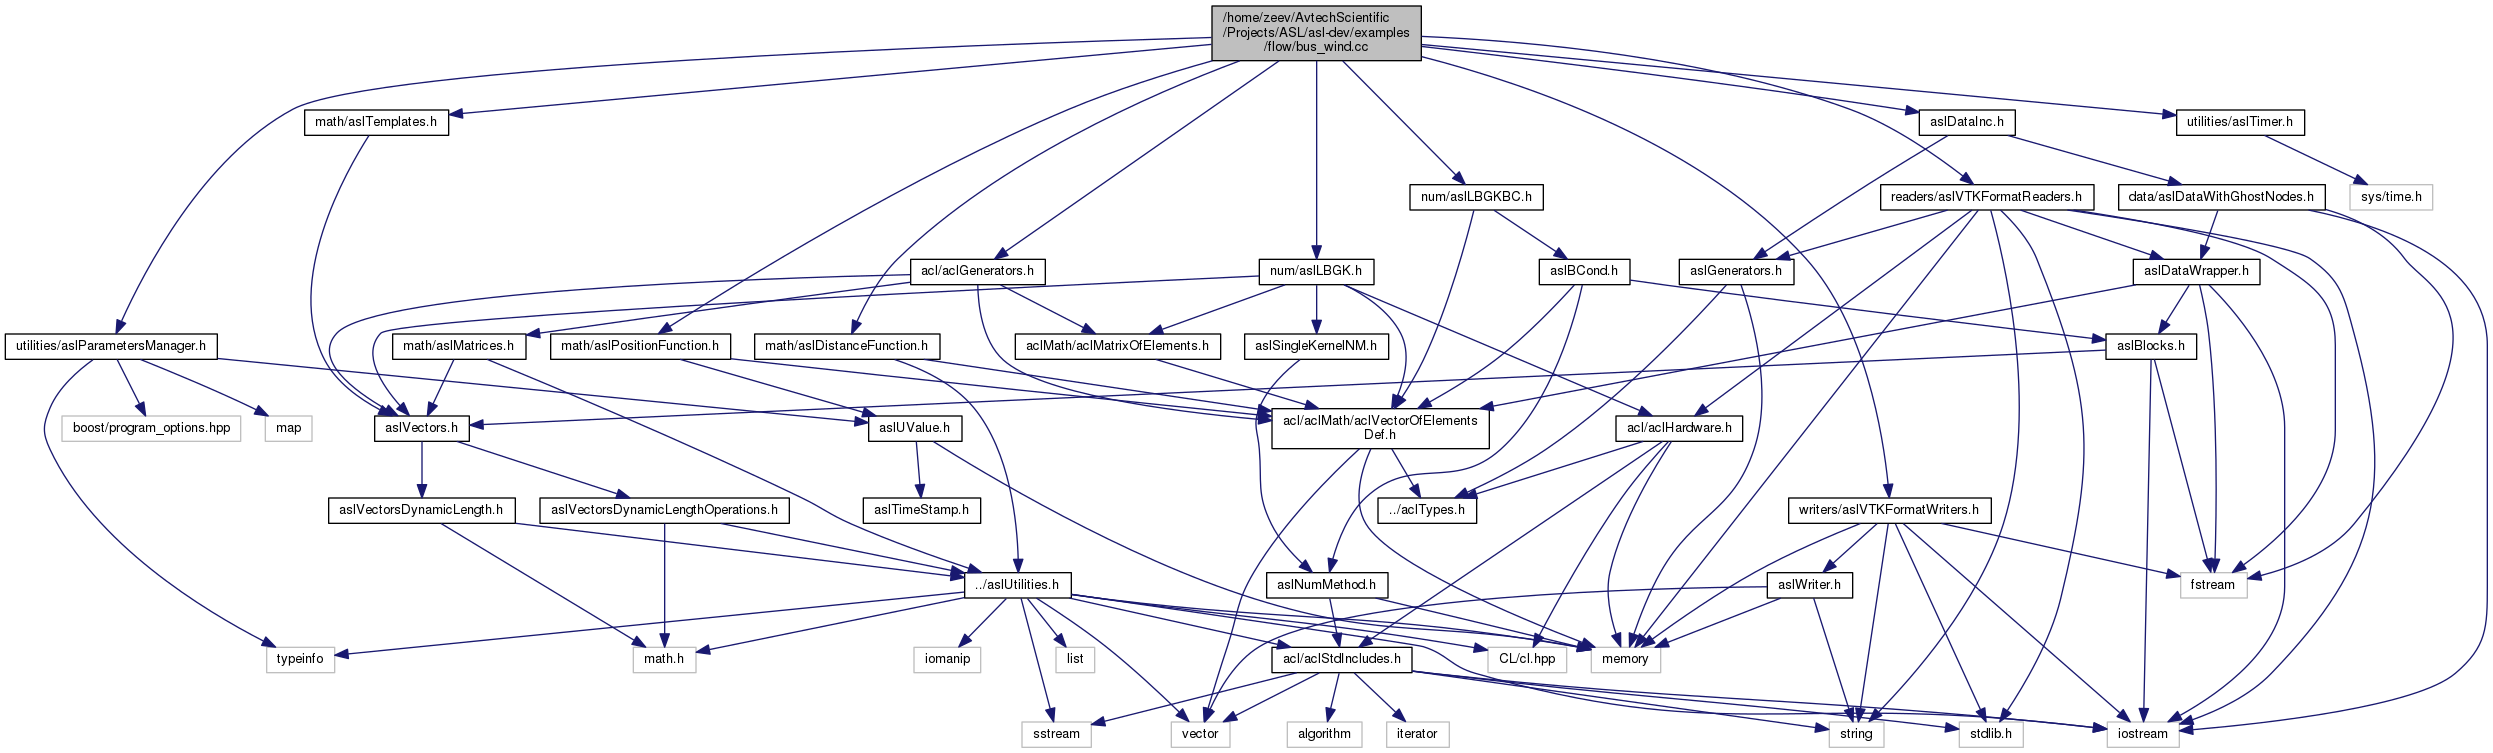 /home/zeev/AvtechScientific
/Projects/ASL/asl-dev/examples
/flow/bus_wind.cc
math/aslTemplates.h
aslDataInc.h
utilities/aslTimer.h
num/aslLBGKBC.h
readers/aslVTKFormatReaders.h
data/aslDataWithGhostNodes.h
sys/time.h
acl/aclGenerators.h
num/aslLBGK.h
aslBCond.h
aslGenerators.h
aslDataWrapper.h
utilities/aslParametersManager.h
math/aslMatrices.h
math/aslPositionFunction.h
math/aslDistanceFunction.h
aclMath/aclMatrixOfElements.h
aslSingleKernelNM.h
aslBlocks.h
boost/program_options.hpp
map
aslVectors.h
aslUValue.h
acl/aclMath/aclVectorOfElements
Def.h
acl/aclHardware.h
aslVectorsDynamicLength.h
aslVectorsDynamicLengthOperations.h
aslTimeStamp.h
../aclTypes.h
writers/aslVTKFormatWriters.h
../aslUtilities.h
aslNumMethod.h
aslWriter.h
fstream
typeinfo
math.h
iomanip
list
acl/aclStdIncludes.h
CL/cl.hpp
memory
sstream
vector
algorithm
iterator
string
stdlib.h
iostream